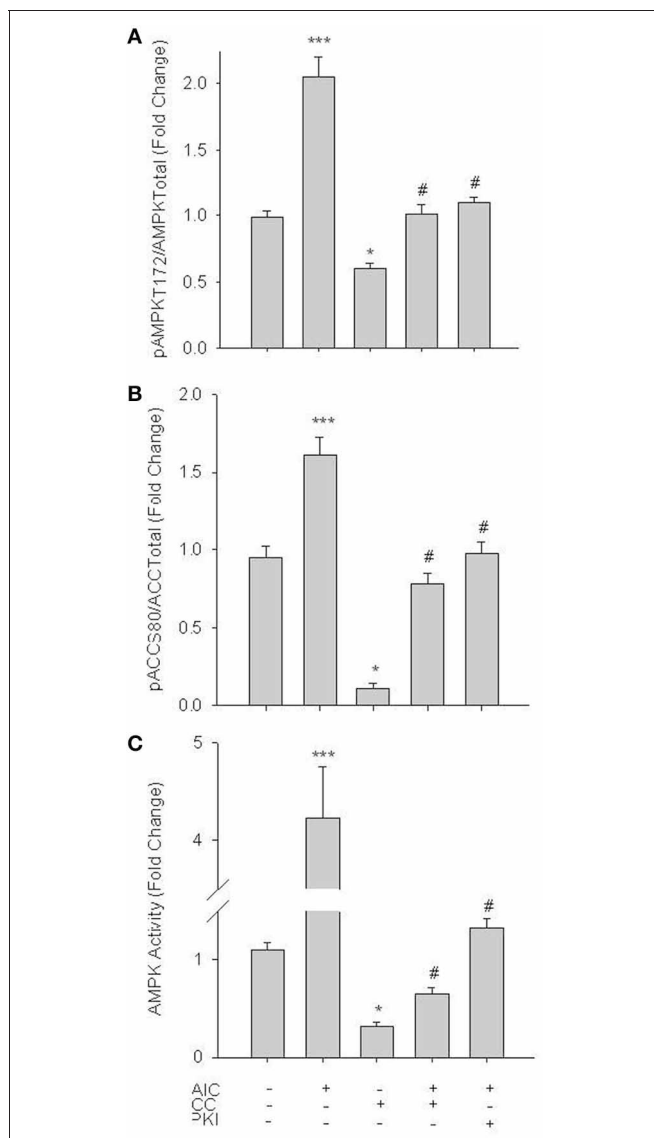 A
pAMPKT172/AMPKTotal (Fold Change)
2.0
1.5
1.0
0.5
0.0
***
*
#
#
B
pACCS80/ACCTotal (Fold Change)
2.0
1.5
1.0
0.5
0.0
***
*
#
#
C
AMPK Activity (Fold Change)
5
4
1
0
***
*
#
#
AIC - + - + +
CC - - + + -
PKI - - - - +